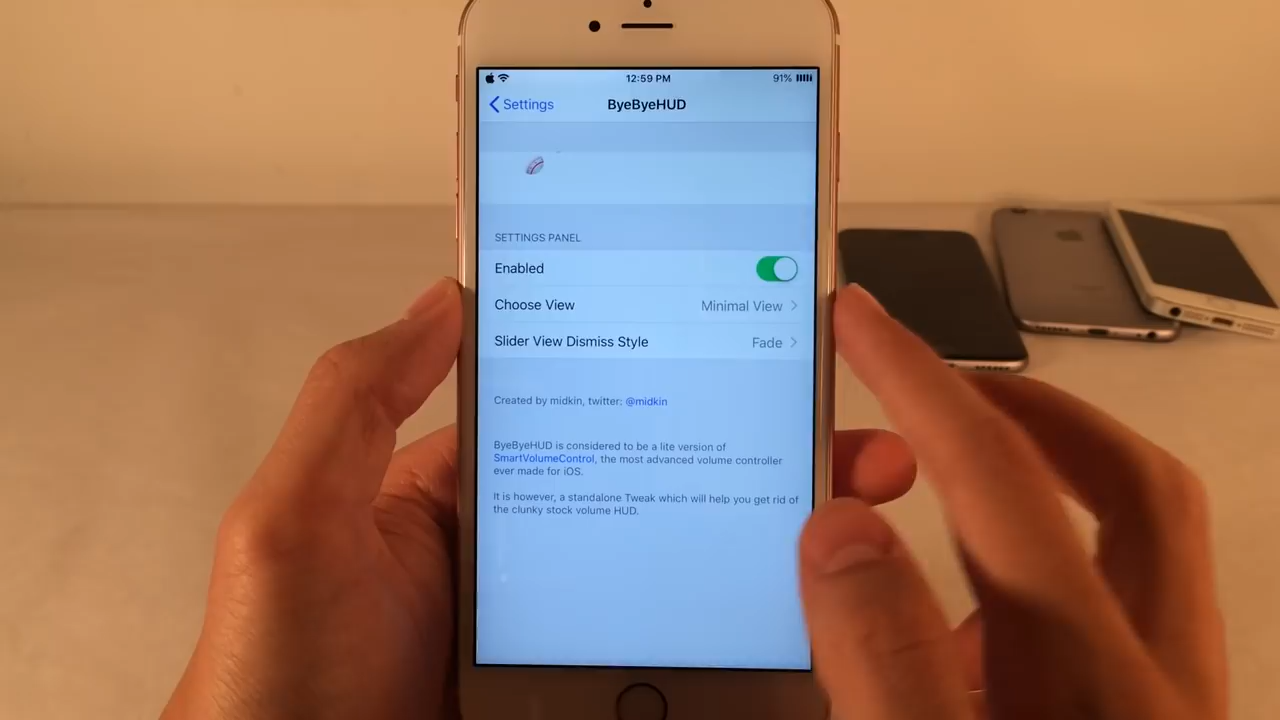 12:59 PM
91%
Settings
ByeByeHUD
SETTINGS PANEL
Enabled
Choose View
Minimal View
Slider View Dismiss Style
Fade
Created by midkin, twitter: @midkin
ByeByeHUD is considered to be a lite version of
SmartVolumeControl, the most advanced volume controller
ever made for iOS.
It is however, a standalone Tweak which will help you get rid of
the clunky stock volume HUD.